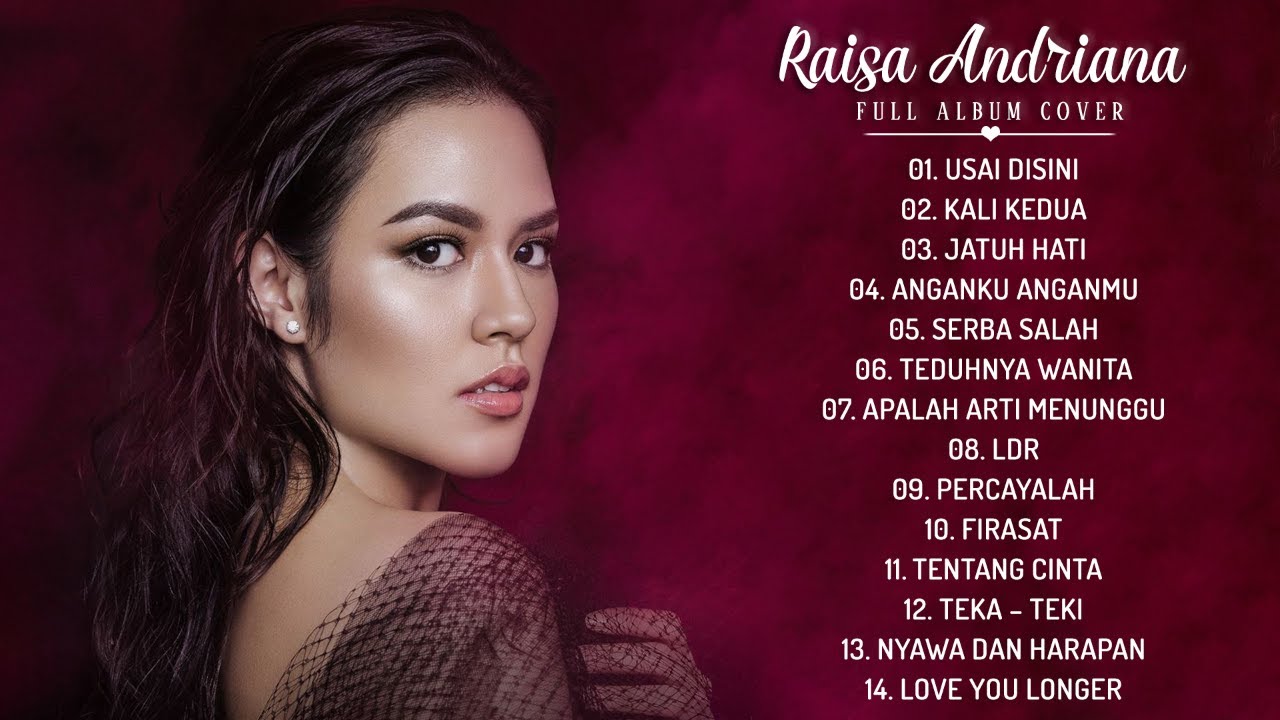 Raisa Andriana
FULL ALBUM COVER
01. USAI DISINI
02. KALI KEDUA
03. JATUH HATI
04. ANGANKU ANGANMU
05. SERBA SALAH
06. TEDUHNYA WANITA
07. APALAH ARTI MENUNGGU
08. LDR
09. PERCAYALAH
10. FIRASAT
11. TENTANG CINTA
12. TEKA – TEKI
13. NYAWA DAN HARAPAN
14. LOVE YOU LONGER